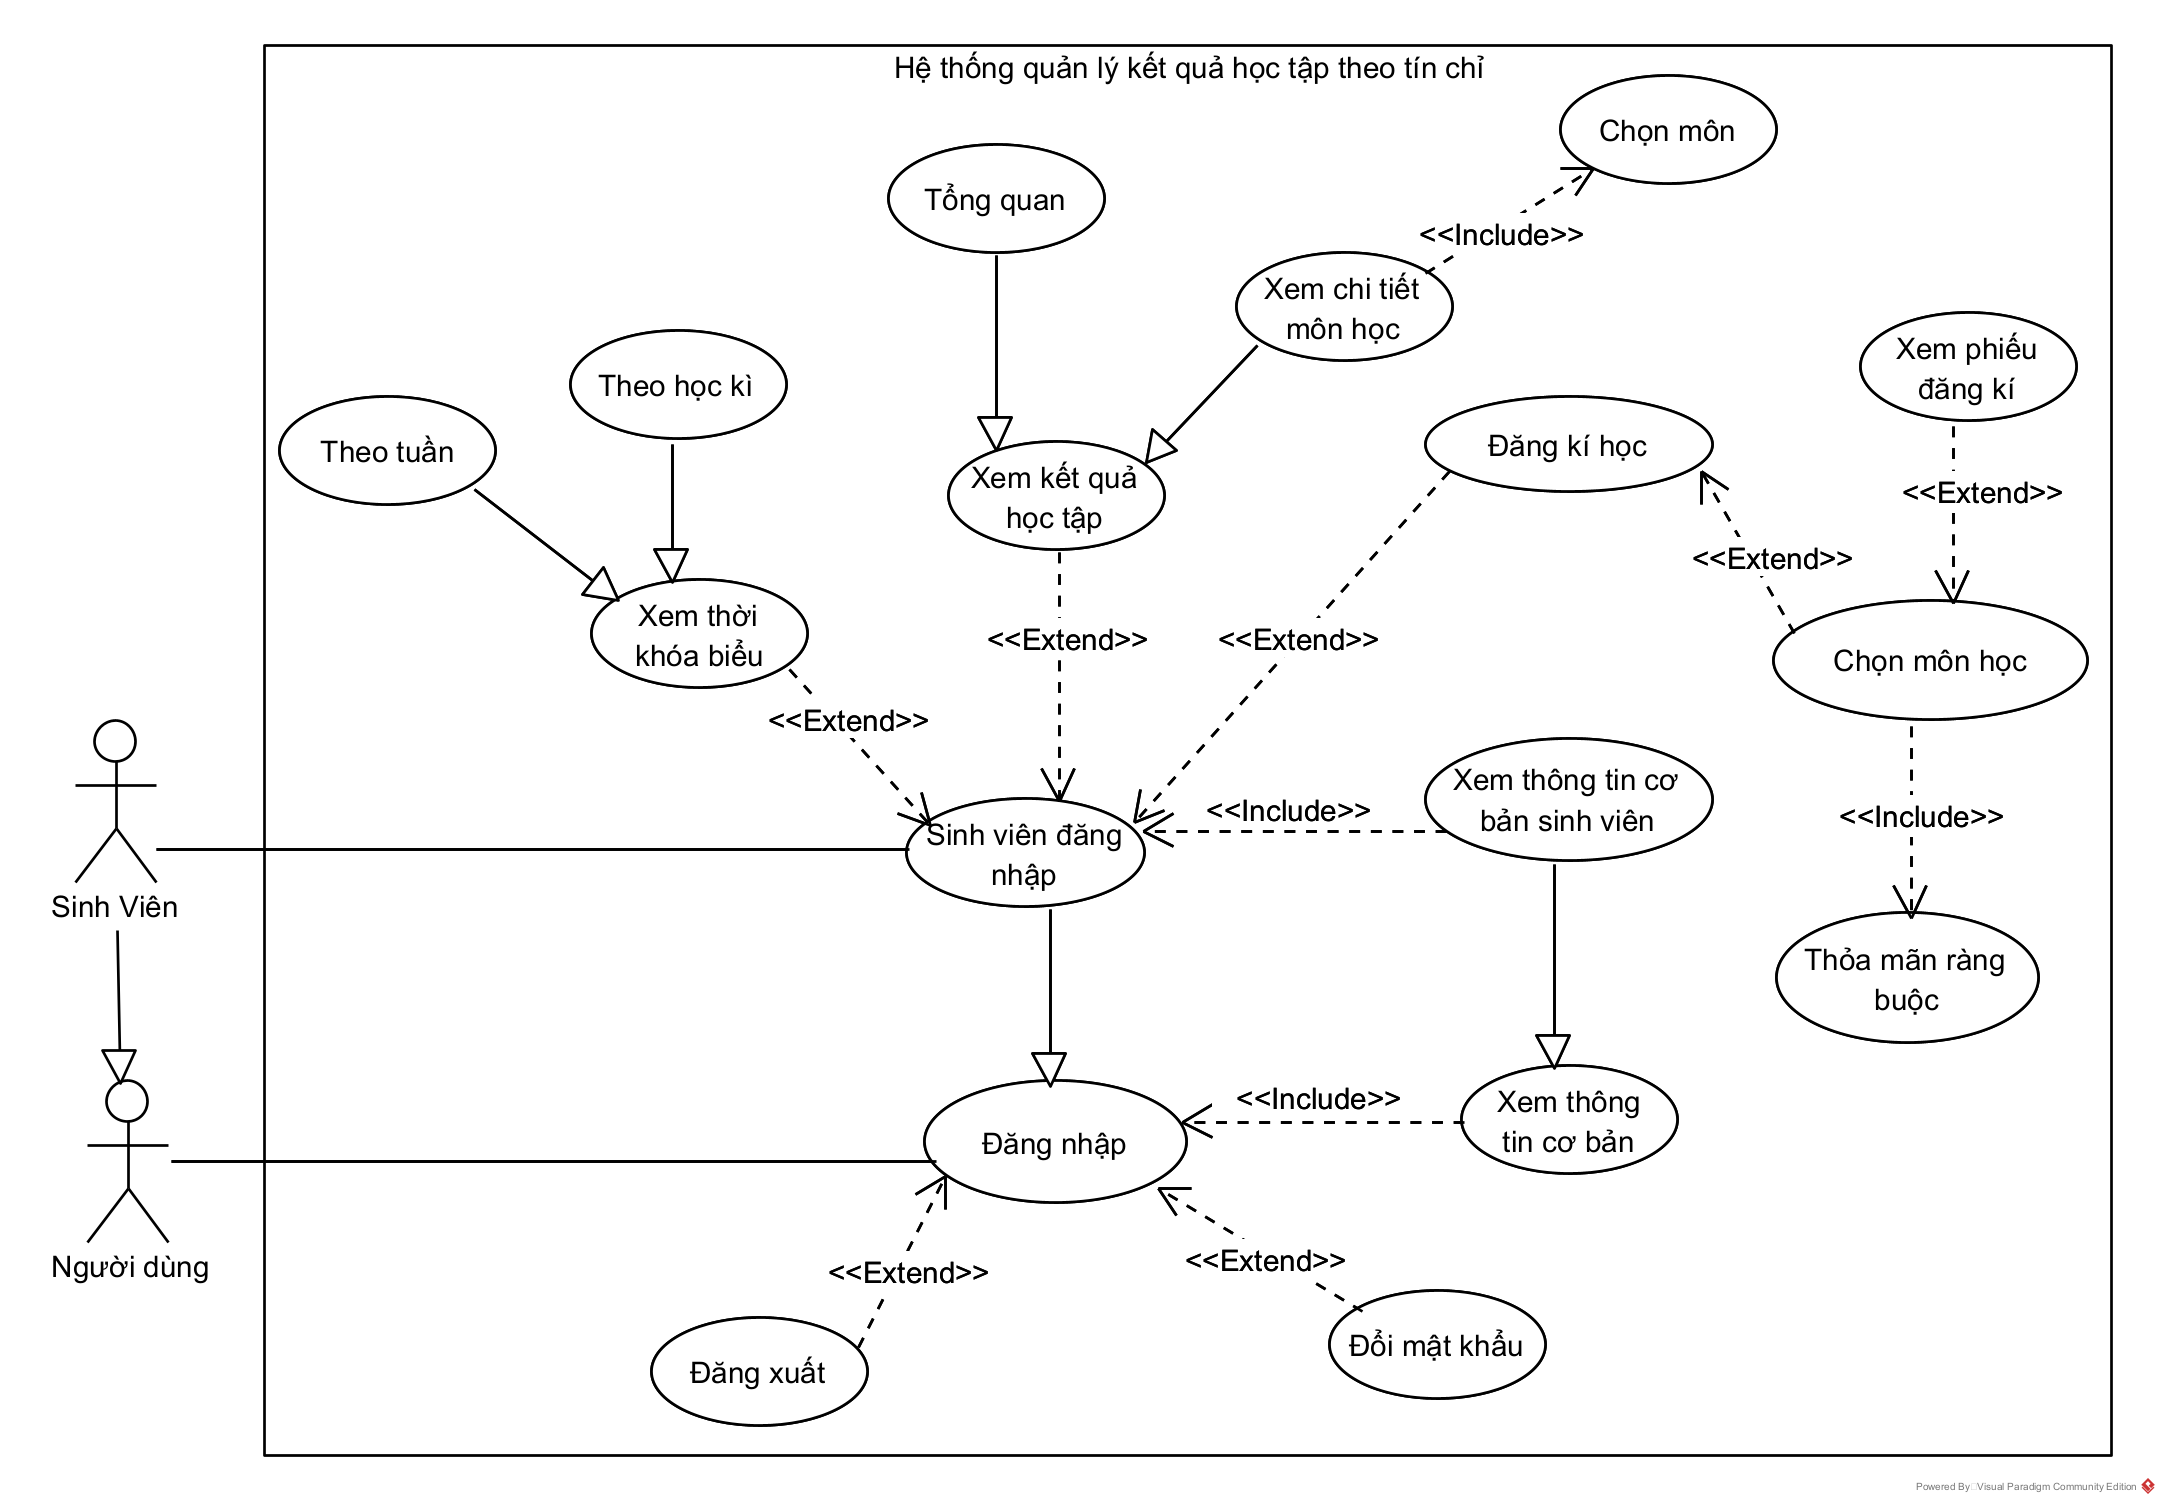 Hệ thống quản lý kết quả học tập theo tín chỉ
Chọn môn
Tổng quan
<<Include>>
Xem chi tiết
môn học
Xem phiếu
đăng kí
Theo học kì
Theo tuần
Đăng kí học
Xem kết quả
học tập
<<Extend>>
<<Extend>>
Xem thời
khóa biểu
<<Extend>>
<<Extend>>
Chọn môn học
<<Extend>>
Xem thông tin cơ
bản sinh viên
<<Include>>
<<Include>>
Sinh viên đăng
nhập
Sinh Viên
Thỏa mãn ràng
buộc
<<Include>>
Xem thông
tin cơ bản
Đăng nhập
Người dùng
<<Extend>>
<<Extend>>
Đổi mật khẩu
Đăng xuất
Powered By Visual Paradigm Community Edition